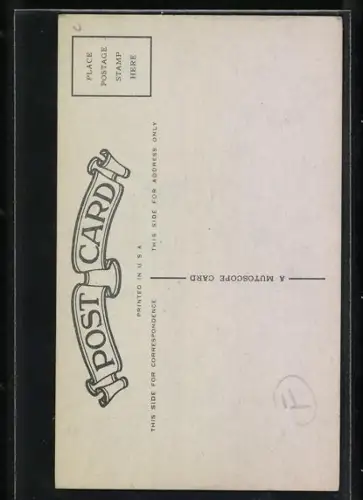 POST CARD
PLACE
POSTAGE
STAMP
HERE
PRINTED IN U. S. A.
THIS SIDE FOR CORRESPONDENCE
THIS SIDE FOR ADDRESS ONLY
A MUTOSCOPE CARD